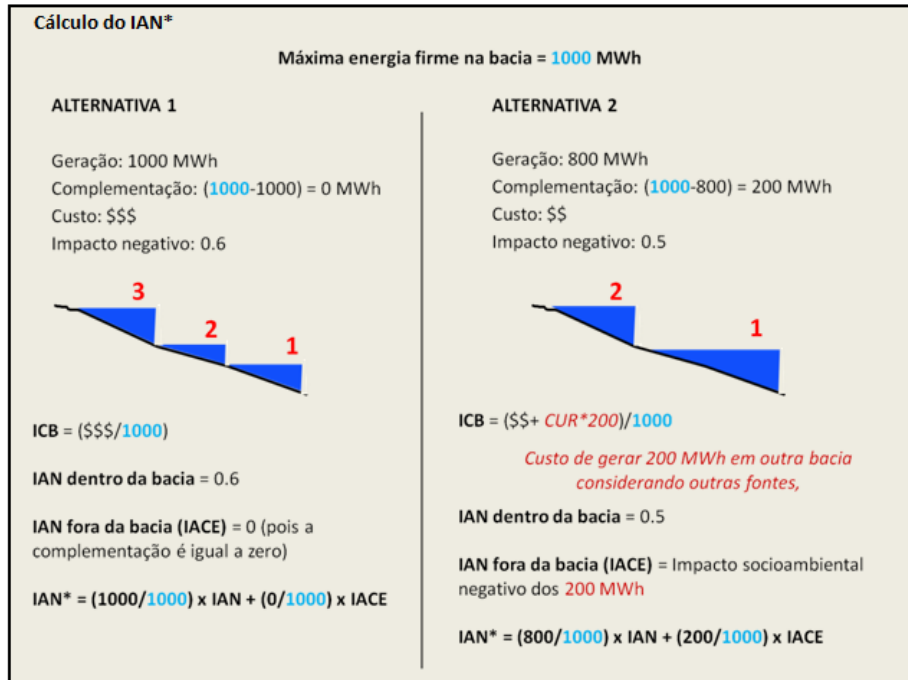 Cálculo do IAN*
Máxima energia firme na bacia = 1000 MWh
ALTERNATIVA 1
Geração: 1000 MWh
Complementação: (1000-1000) = 0 MWh
Custo: $$$
Impacto negativo: 0.6
3
2
1
ICB = ($$$/1000)
IAN dentro da bacia = 0.6
IAN fora da bacia (IACE) = 0 (pois a
complementação é igual a zero)
IAN* = (1000/1000) x IAN + (0/1000) x IACE
ALTERNATIVA 2
Geração: 800 MWh
Complementação: (1000-800) = 200 MWh
Custo: $$
Impacto negativo: 0.5
2
1
ICB = ($$+ CUR*200)/1000
Custo de gerar 200 MWh em outra bacia
considerando outras fontes,
IAN dentro da bacia = 0.5
IAN fora da bacia (IACE) = Impacto socioambiental
negativo dos 200 MWh
IAN* = (800/1000) x IAN + (200/1000) x IACE